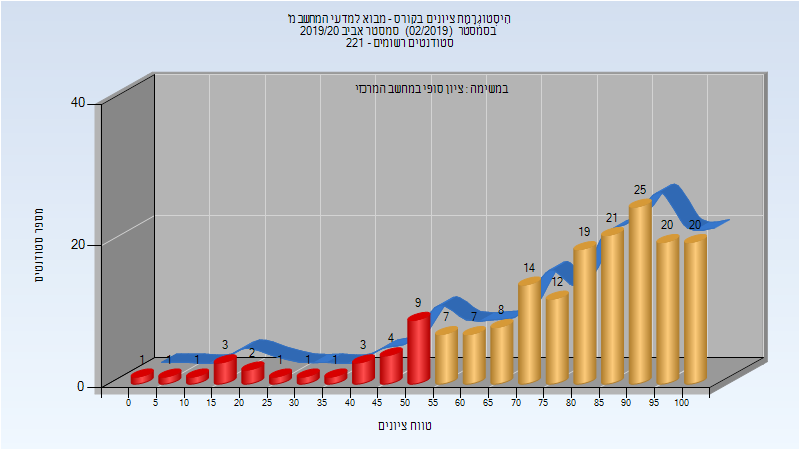 היסטוגרמת ציונים בקורס - מבוא למדעי המחשב מ'
בסמסטר (02/2019) סמסטר אביב 2019/20
סטודנטים רשומים - 221
במשימה : ציון סופי במחשב המרכזי
מספר סטודנטים
40
20
0
1 1 1 3 2 1 1 1 3 4 9 7 7 8 14 12 19 21 25 20 20
0 5 10 15 20 25 30 35 40 45 50 55 60 65 70 75 80 85 90 95 100
טווח ציונים